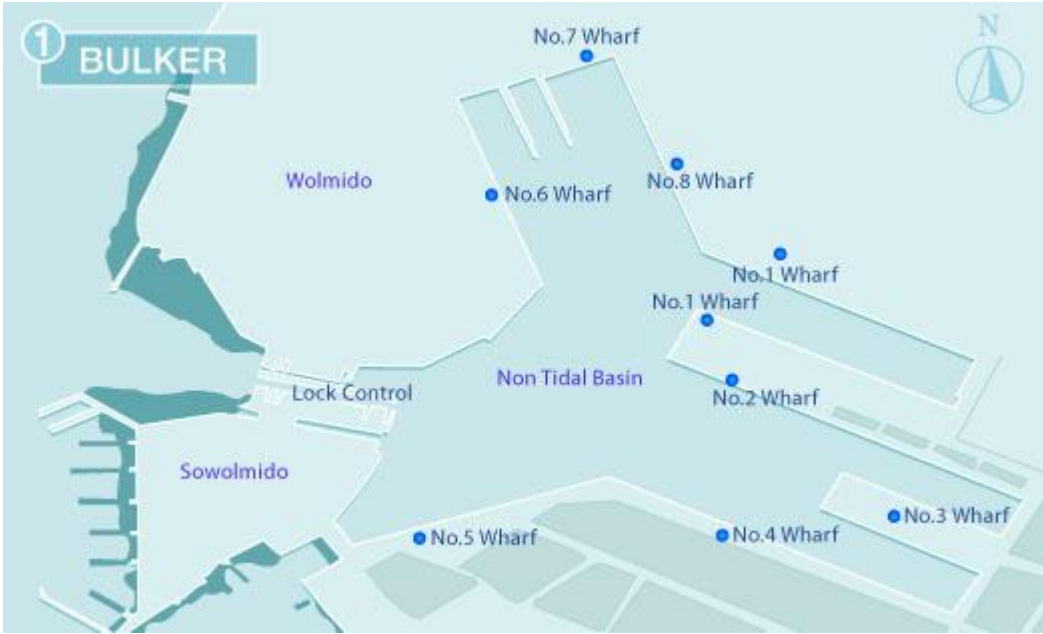 1
BULKER
N
No.7 Wharf
Wolmido
No.8 Wharf
No.6 Wharf
No.1 Wharf
No.1 Wharf
Non Tidal Basin
Lock Control
No.2 Wharf
Sowolmido
No.3 Wharf
No.5 Wharf
No.4 Wharf